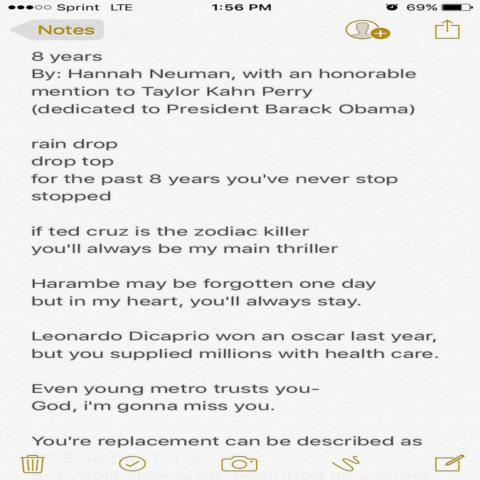 Sprint LTE 1:56 PM 69%
Notes
8 years
By: Hannah Neuman, with an honorable
mention to Taylor Kahn Perry
(dedicated to President Barack Obama)
rain drop
drop top
for the past 8 years you've never stop
stopped
if ted cruz is the zodiac killer
you'll always be my main thriller
Harambe may be forgotten one day
but in my heart, you'll always stay.
Leonardo Dicaprio won an oscar last year,
but you supplied millions with health care.
Even young metro trusts you-
God, i'm gonna miss you.
You're replacement can be described as